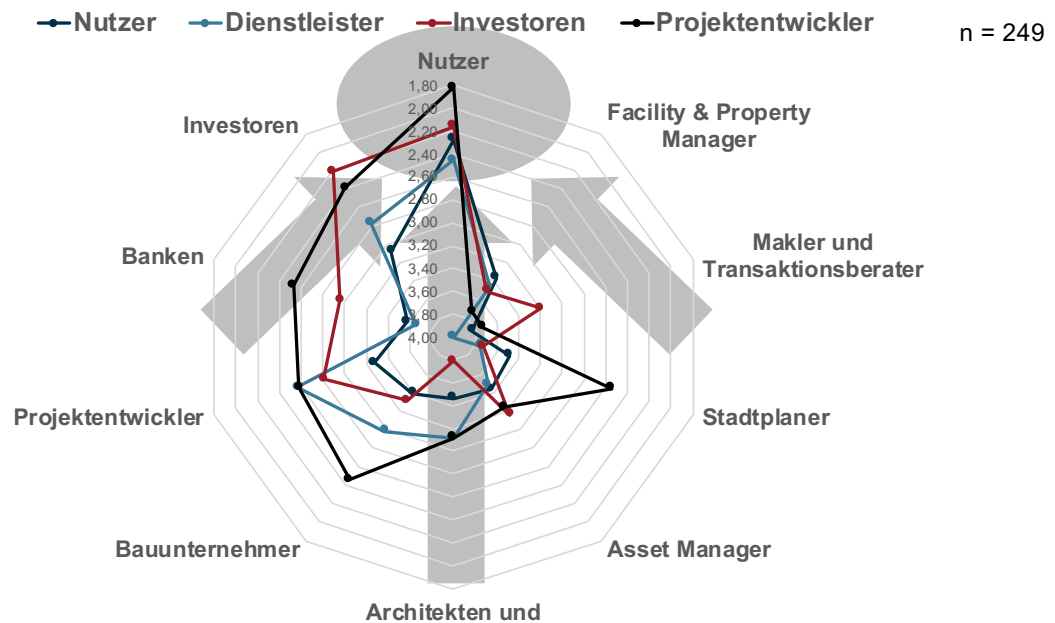 Nutzer Dienstleister Investoren Projektentwickler
n = 249
Nutzer
1,80
2,00
2,20
2,40
2,60
2,80
3,00
3,20
3,40
3,60
3,80
4,00
Facility & Property
Manager
Makler und
Transaktionsberater
Stadtplaner
Asset Manager
Architekten und
Bauunternehmer
Projektentwickler
Banken
Investoren